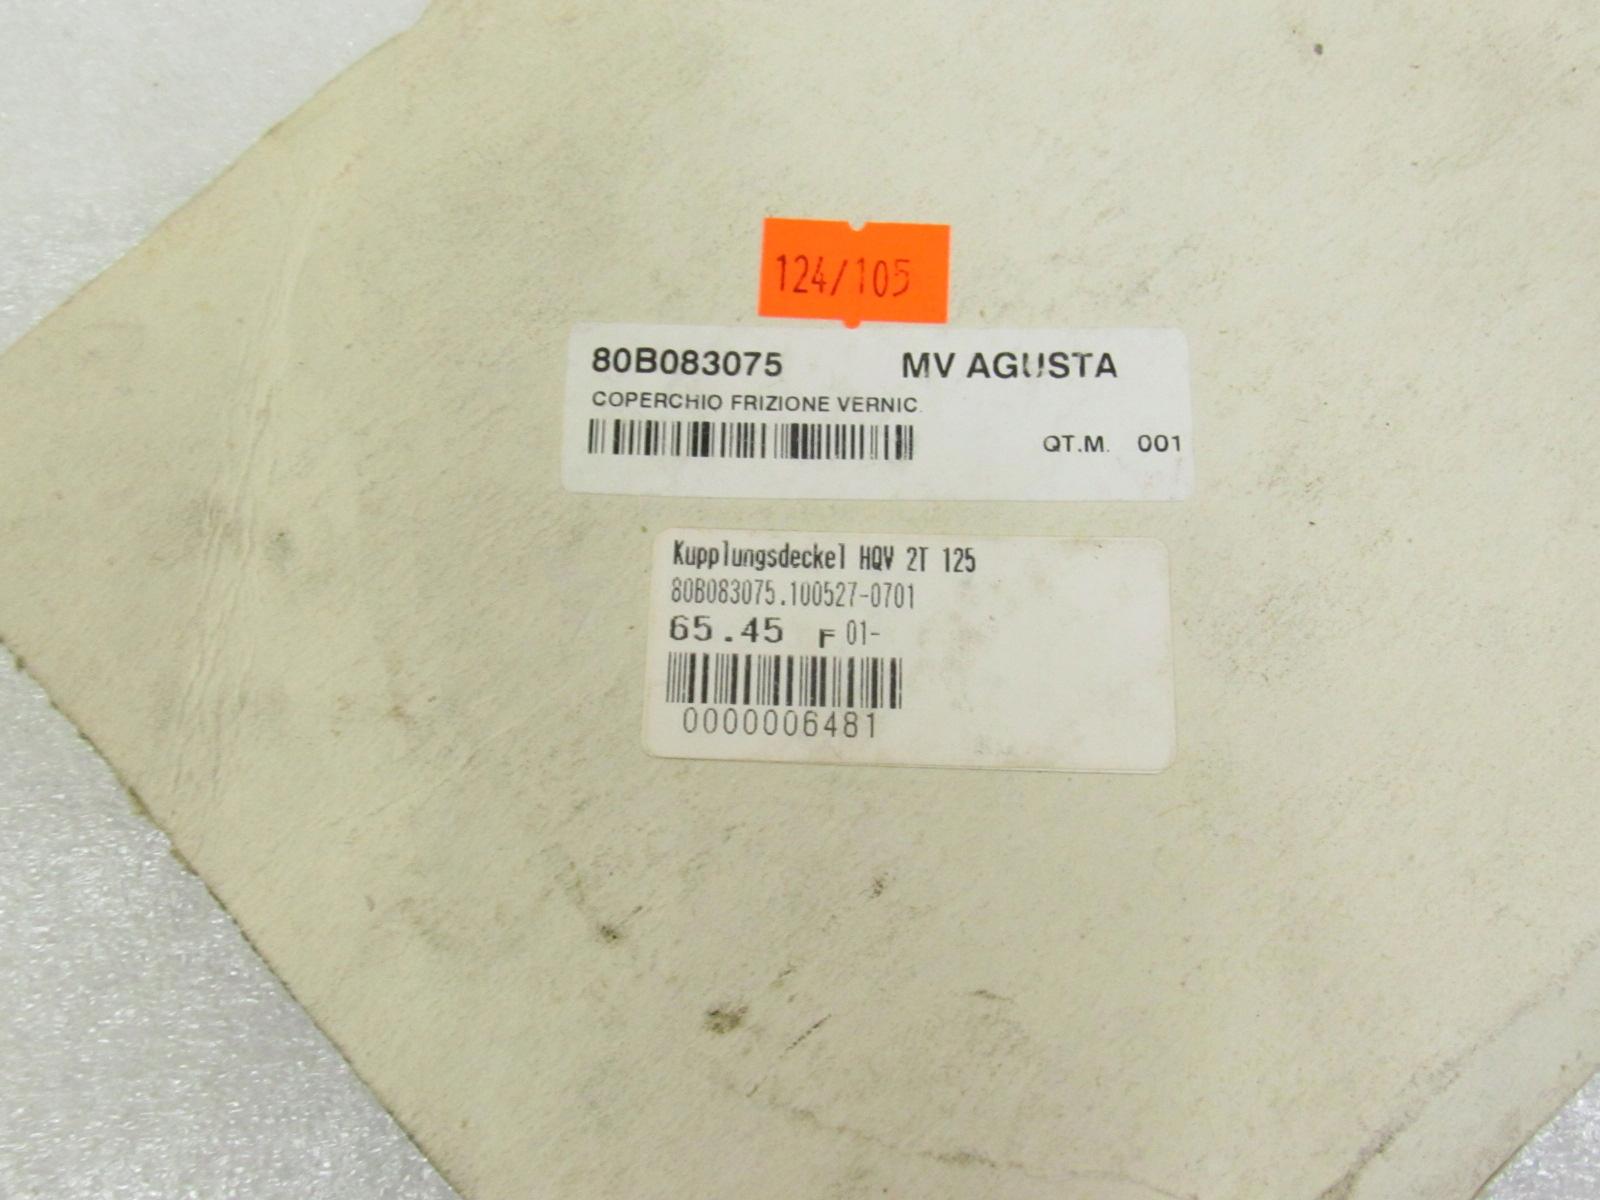 124/105
80B083075 MV AGUSTA
COPERCHIO FRIZIONE VERNIC.
QT.M. 001
Kupplungsdeckel HQV 2T 125
80B083075.100527-0701
65.45 F 01-
0000006481